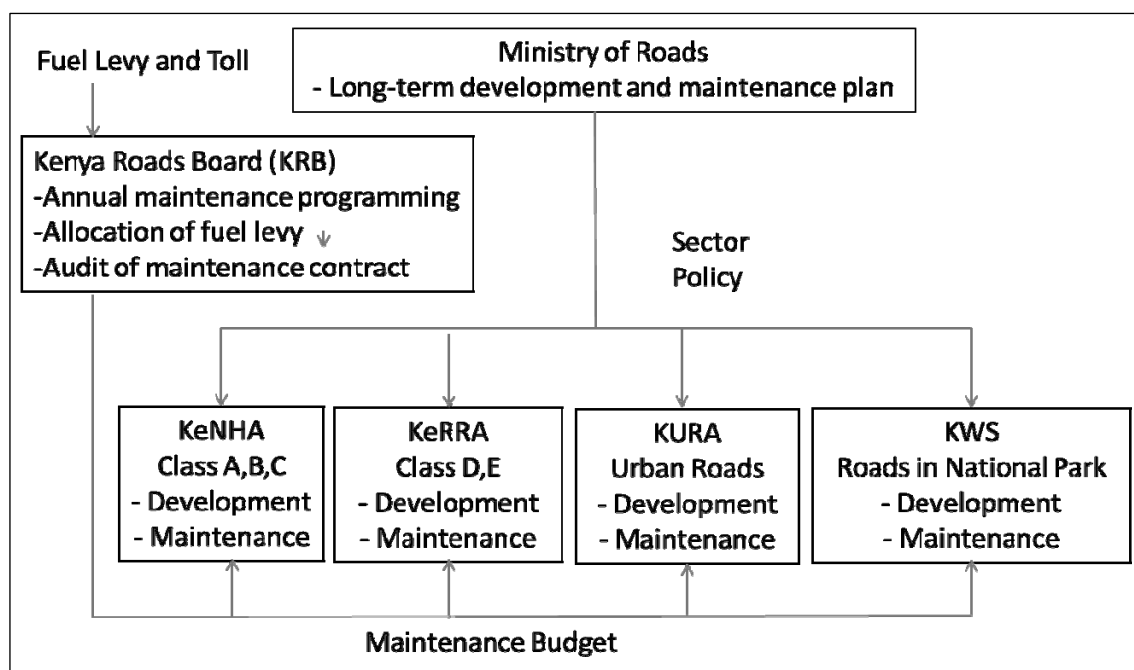 Fuel Levy and Toll
Ministry of Roads
- Long-term development and maintenance plan
Kenya Roads Board (KRB)
-Annual maintenance programming
-Allocation of fuel levy
-Audit of maintenance contract
Sector
Policy
KeNHA
Class A,B,C
- Development
- Maintenance
KeRRA
Class D,E
- Development
- Maintenance
KURA
Urban Roads
- Development
- Maintenance
KWS
Roads in National Park
- Development
- Maintenance
Maintenance Budget